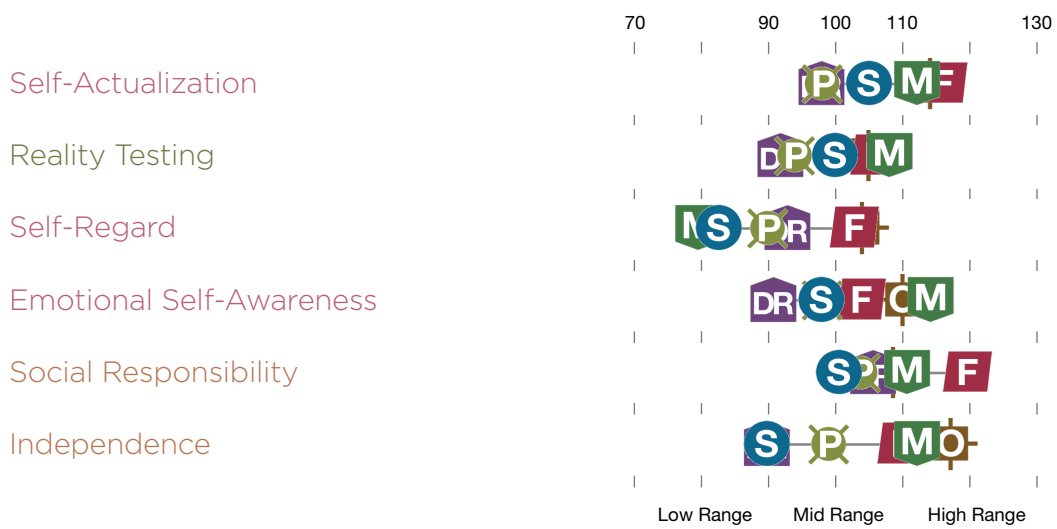 70 90 100 110 130
Self-Actualization P S M F
Reality Testing D P S M
Self-Regard S P R F
Emotional Self-Awareness DR S F M
Social Responsibility S P M F
Independence S P M O
Low Range Mid Range High Range